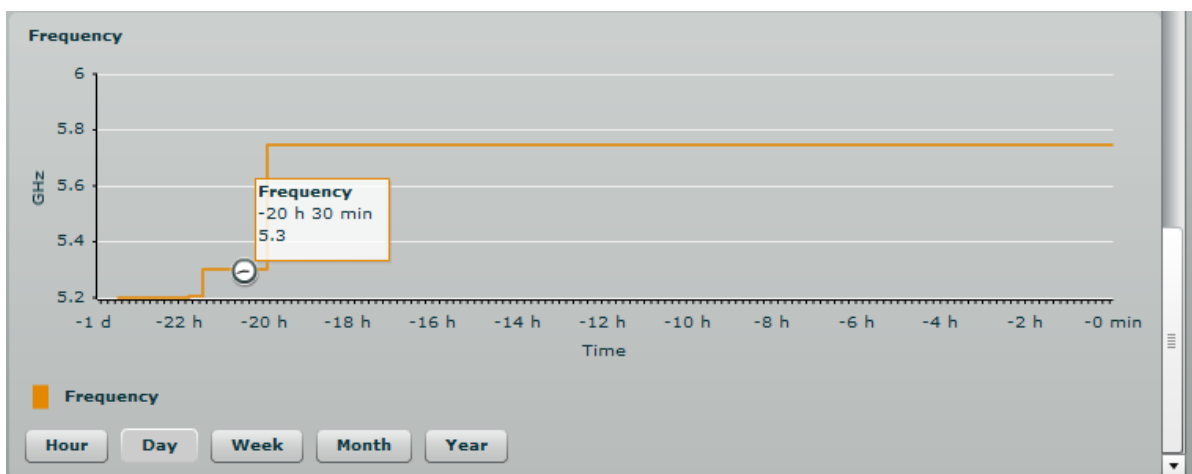 Frequency
6
5.8
5.6
5.4
5.2
GHz
Frequency
-20 h 30 min
5.3
-1 d -22 h -20 h -18 h -16 h -14 h -12 h -10 h -8 h -6 h -4 h -2 h -0 min
Time
Frequency
Hour Day Week Month Year